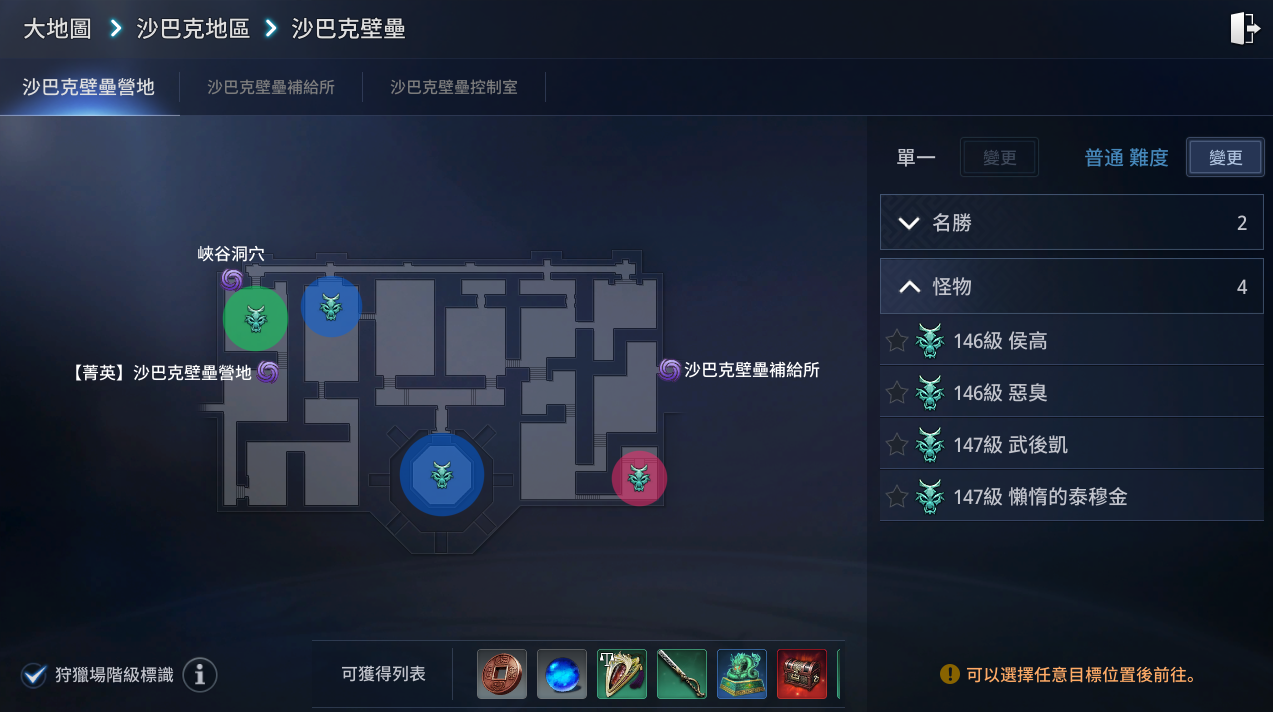 大地圖 > 沙巴克地區 > 沙巴克壁壘
沙巴克壁壘營地 沙巴克壁壘補給所 沙巴克壁壘控制室
單一 變更 普通 難度 變更
名勝 2
怪物 4
146級 侯高
146級 惡臭
147級 武後凱
147級 懶惰的泰穆金
峽谷洞穴
【菁英】沙巴克壁壘營地
沙巴克壁壘補給所
狩獵場階級標識
可獲得列表
可以選擇任意目標位置後前往。